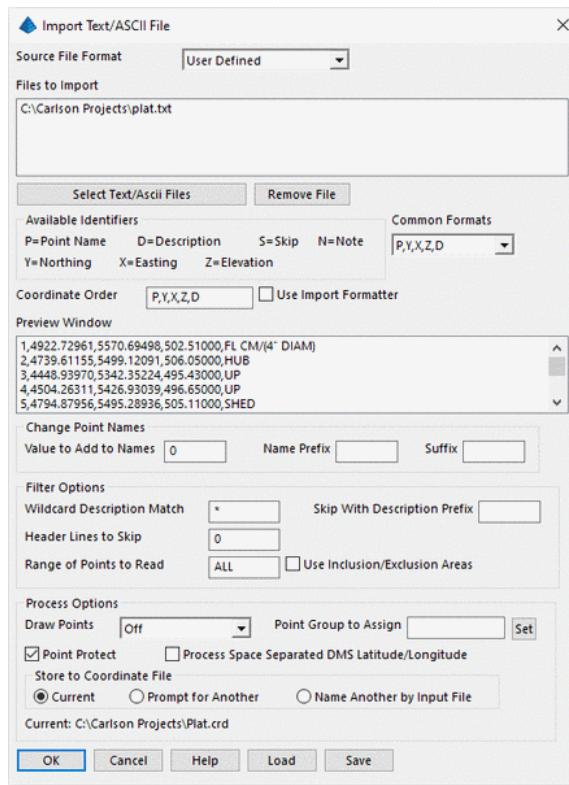 Import Text/ASCII File
Source File Format User Defined
Files to Import
C:\Carlson Projects\plat.txt
Select Text/Ascii Files Remove File
Available Identifiers Common Formats
P=Point Name D=Description S=Skip N=Note P,Y,X,Z,D
Y=Northing X=Easting Z=Elevation
Coordinate Order P,Y,X,Z,D Use Import Formatter
Preview Window
1,4922.72961,5570.69498,502.51000,FL CM/(4" DIAM)
2,4739.61155,5499.12091,506.05000,HUB
3,4448.93970,5342.35224,495.43000,UP
4,4504.26311,5426.93039,496.65000,UP
5,4794.87956,5495.28936,505.11000,SHED
Change Point Names
Value to Add to Names 0 Name Prefix Suffix
Filter Options
Wildcard Description Match * Skip With Description Prefix
Header Lines to Skip 0
Range of Points to Read ALL Use Inclusion/Exclusion Areas
Process Options
Draw Points Off Point Group to Assign Set
Point Protect Process Space Separated DMS Latitude/Longitude
Store to Coordinate File
Current Prompt for Another Name Another by Input File
Current: C:\Carlson Projects\Plat.crd
OK Cancel Help Load Save